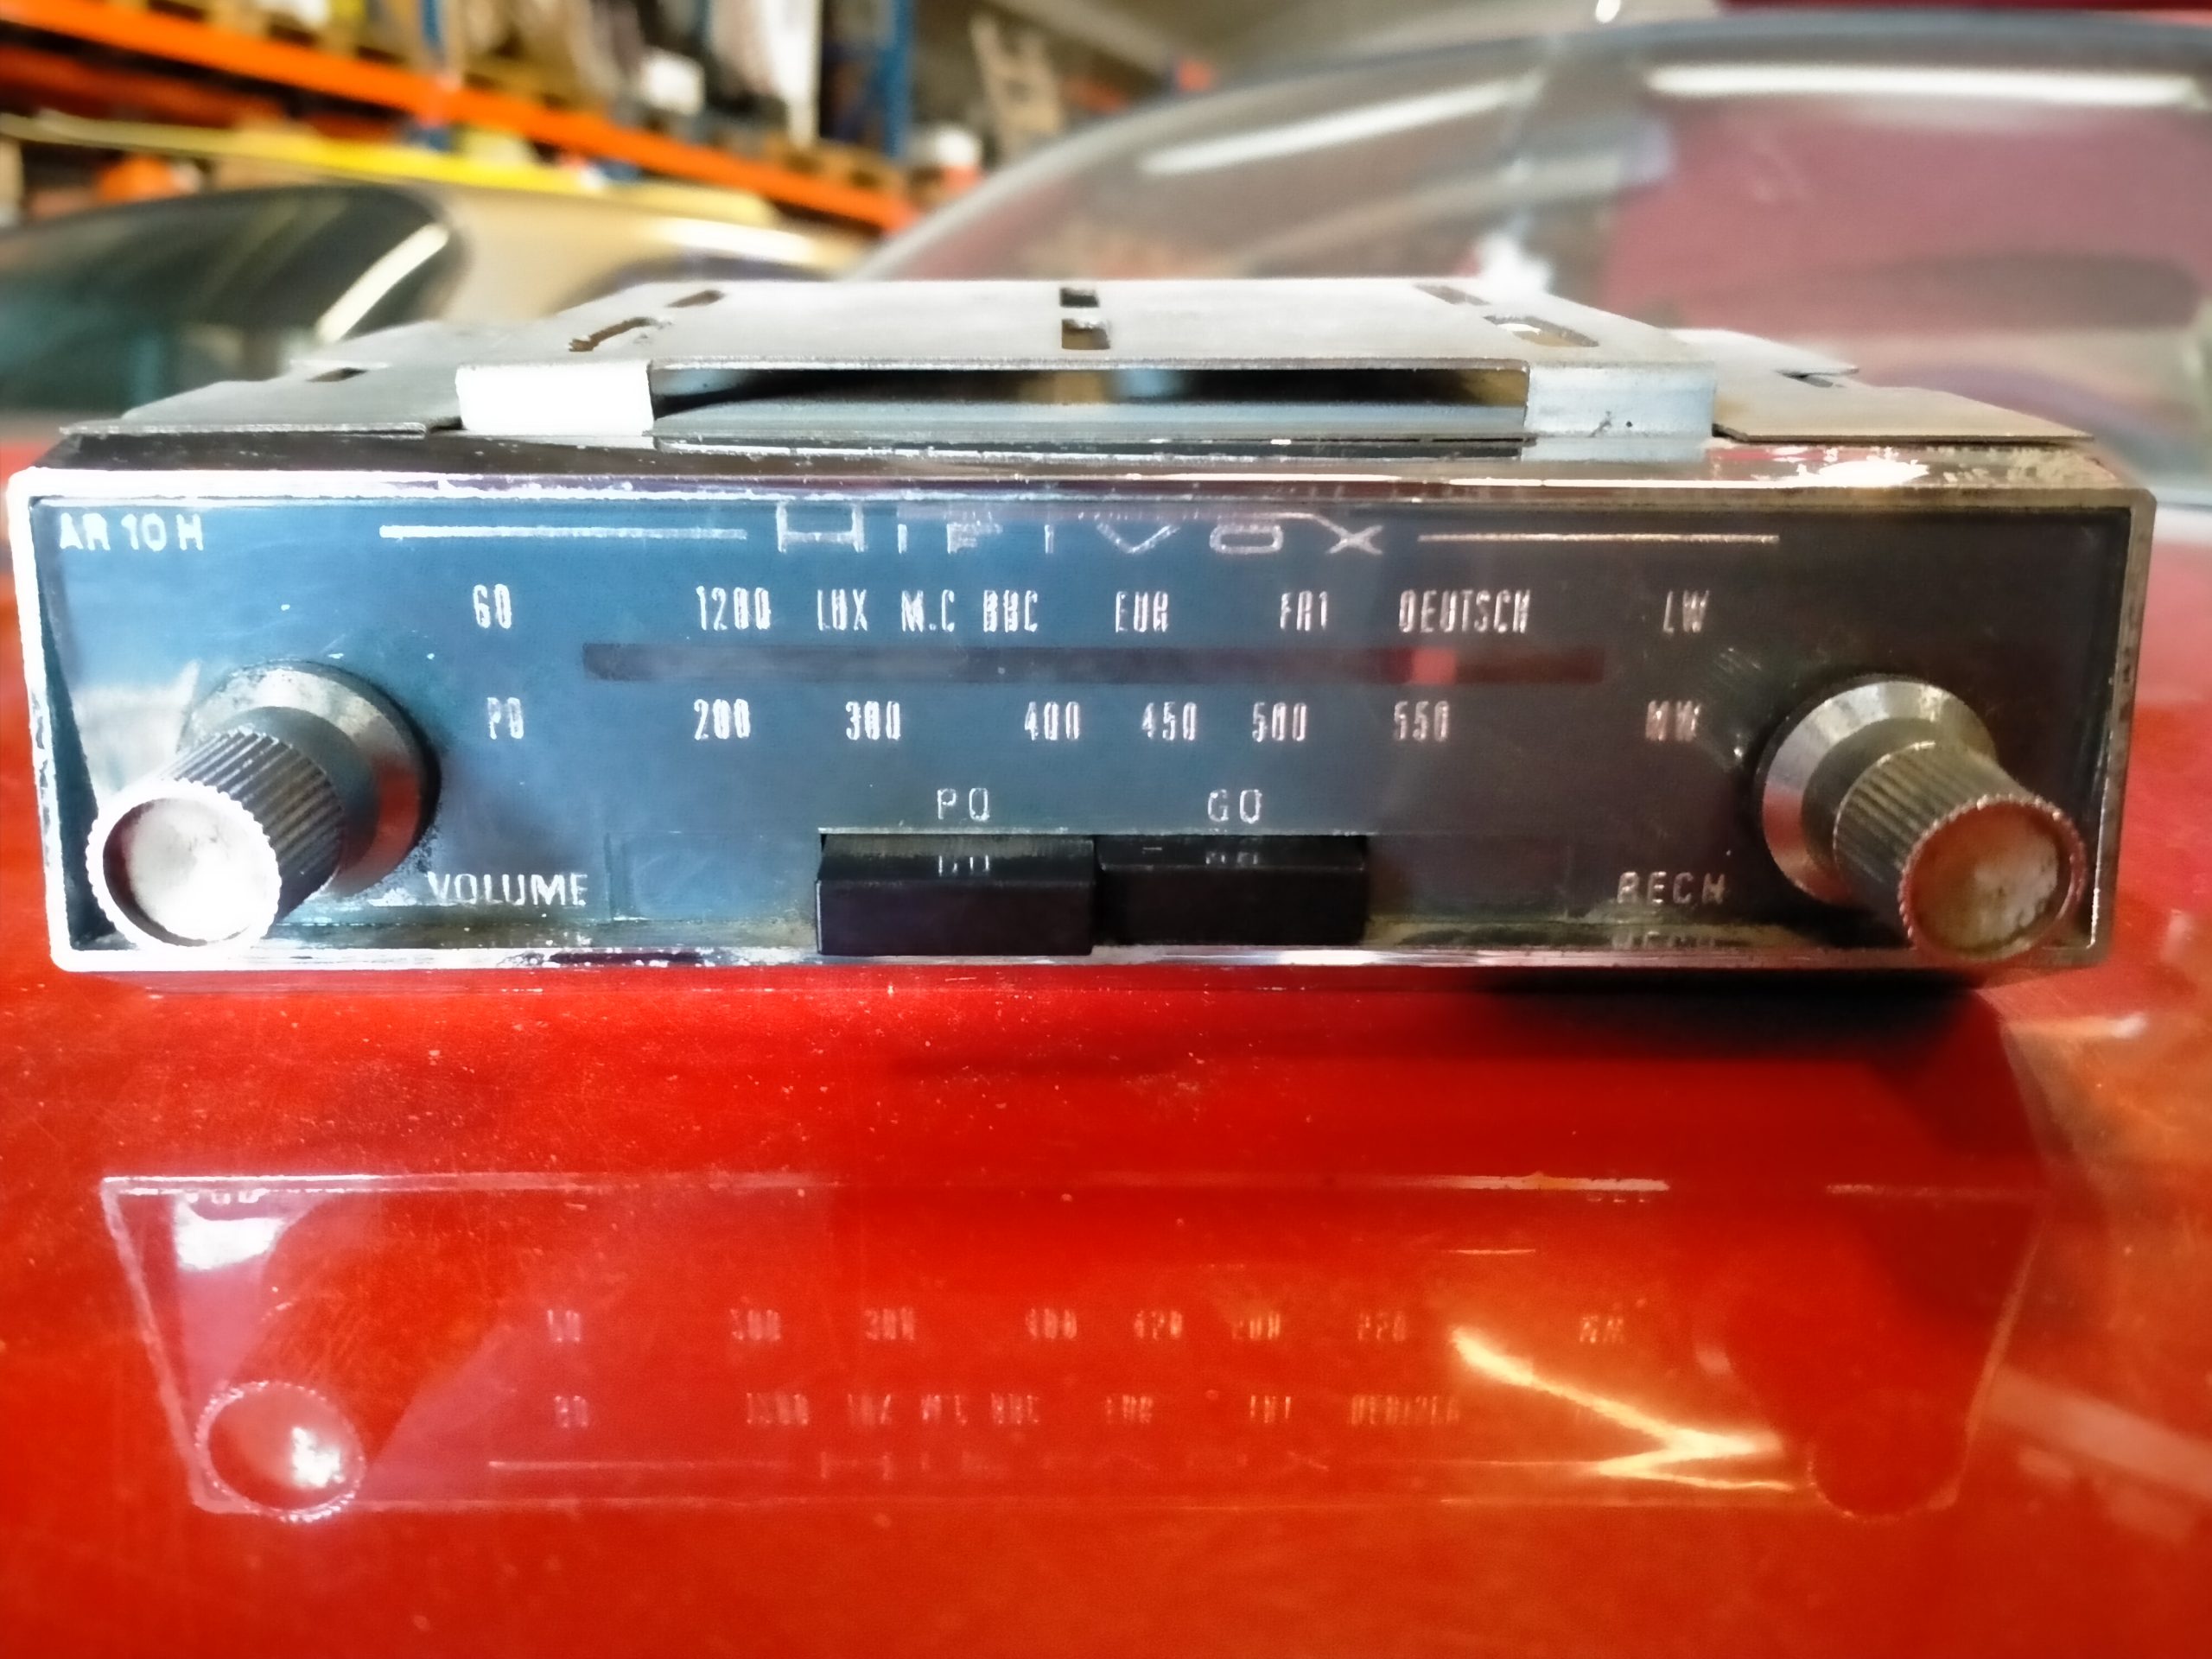 AR 10 H
Hifivox
GO 1200 LUX M.C BBC EUR FR1 DEUTSCH LW
PO 200 300 400 450 500 550 MW
PO GO
VOLUME RECH